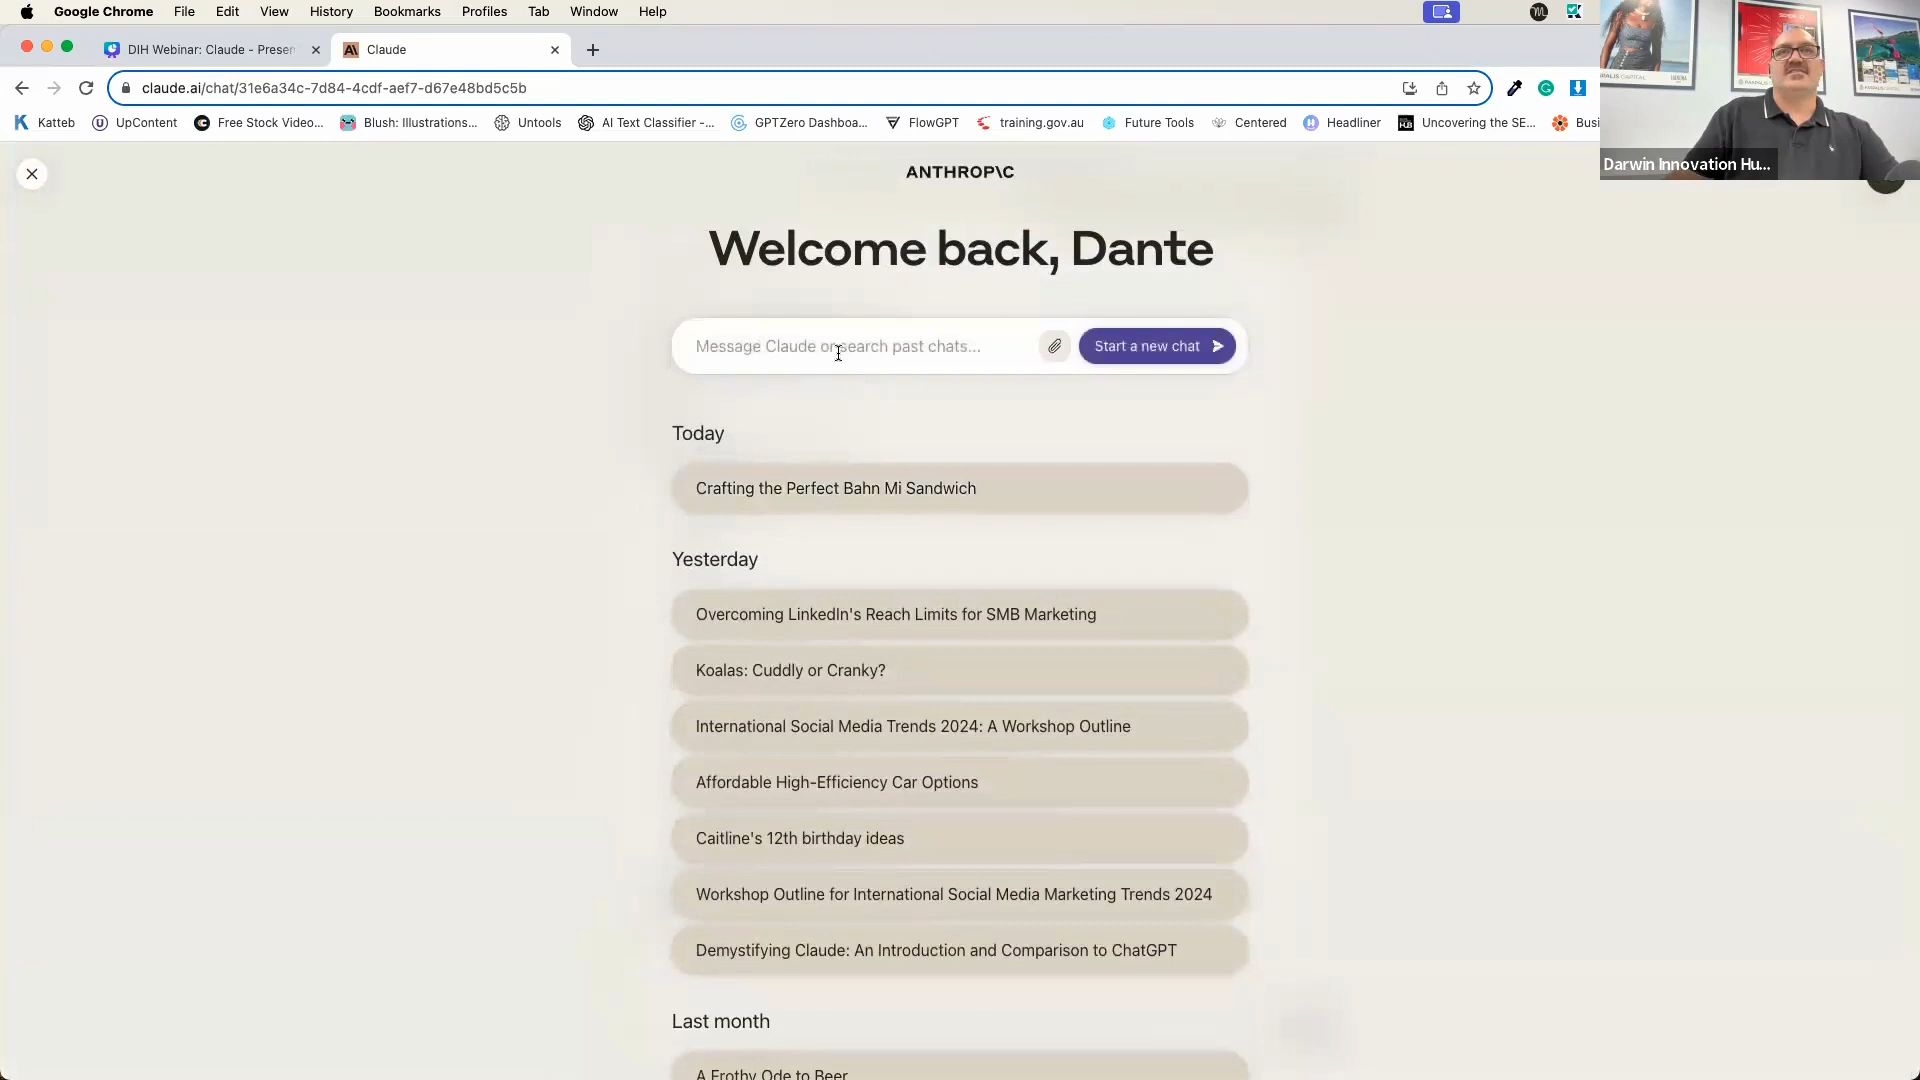 Google Chrome File Edit View History Bookmarks Profiles Tab Window Help
DIH Webinar: Claude - Presen
Claude
claude.ai/chat/31e6a34c-7d84-4cdf-aef7-d67e48bd5c5b
Katteb UpContent Free Stock Video... Blush: Illustrations... Untools AI Text Classifier -... GPTZero Dashboa... FlowGPT training.gov.au Future Tools Centered Headliner Uncovering the SE... Busi
Darwin Innovation Hu...
ANTHROP\C
Welcome back, Dante
Message Claude or search past chats...
Start a new chat
Today
Crafting the Perfect Bahn Mi Sandwich
Yesterday
Overcoming LinkedIn's Reach Limits for SMB Marketing
Koalas: Cuddly or Cranky?
International Social Media Trends 2024: A Workshop Outline
Affordable High-Efficiency Car Options
Caitline's 12th birthday ideas
Workshop Outline for International Social Media Marketing Trends 2024
Demystifying Claude: An Introduction and Comparison to ChatGPT
Last month
A Frothy Ode to Beer